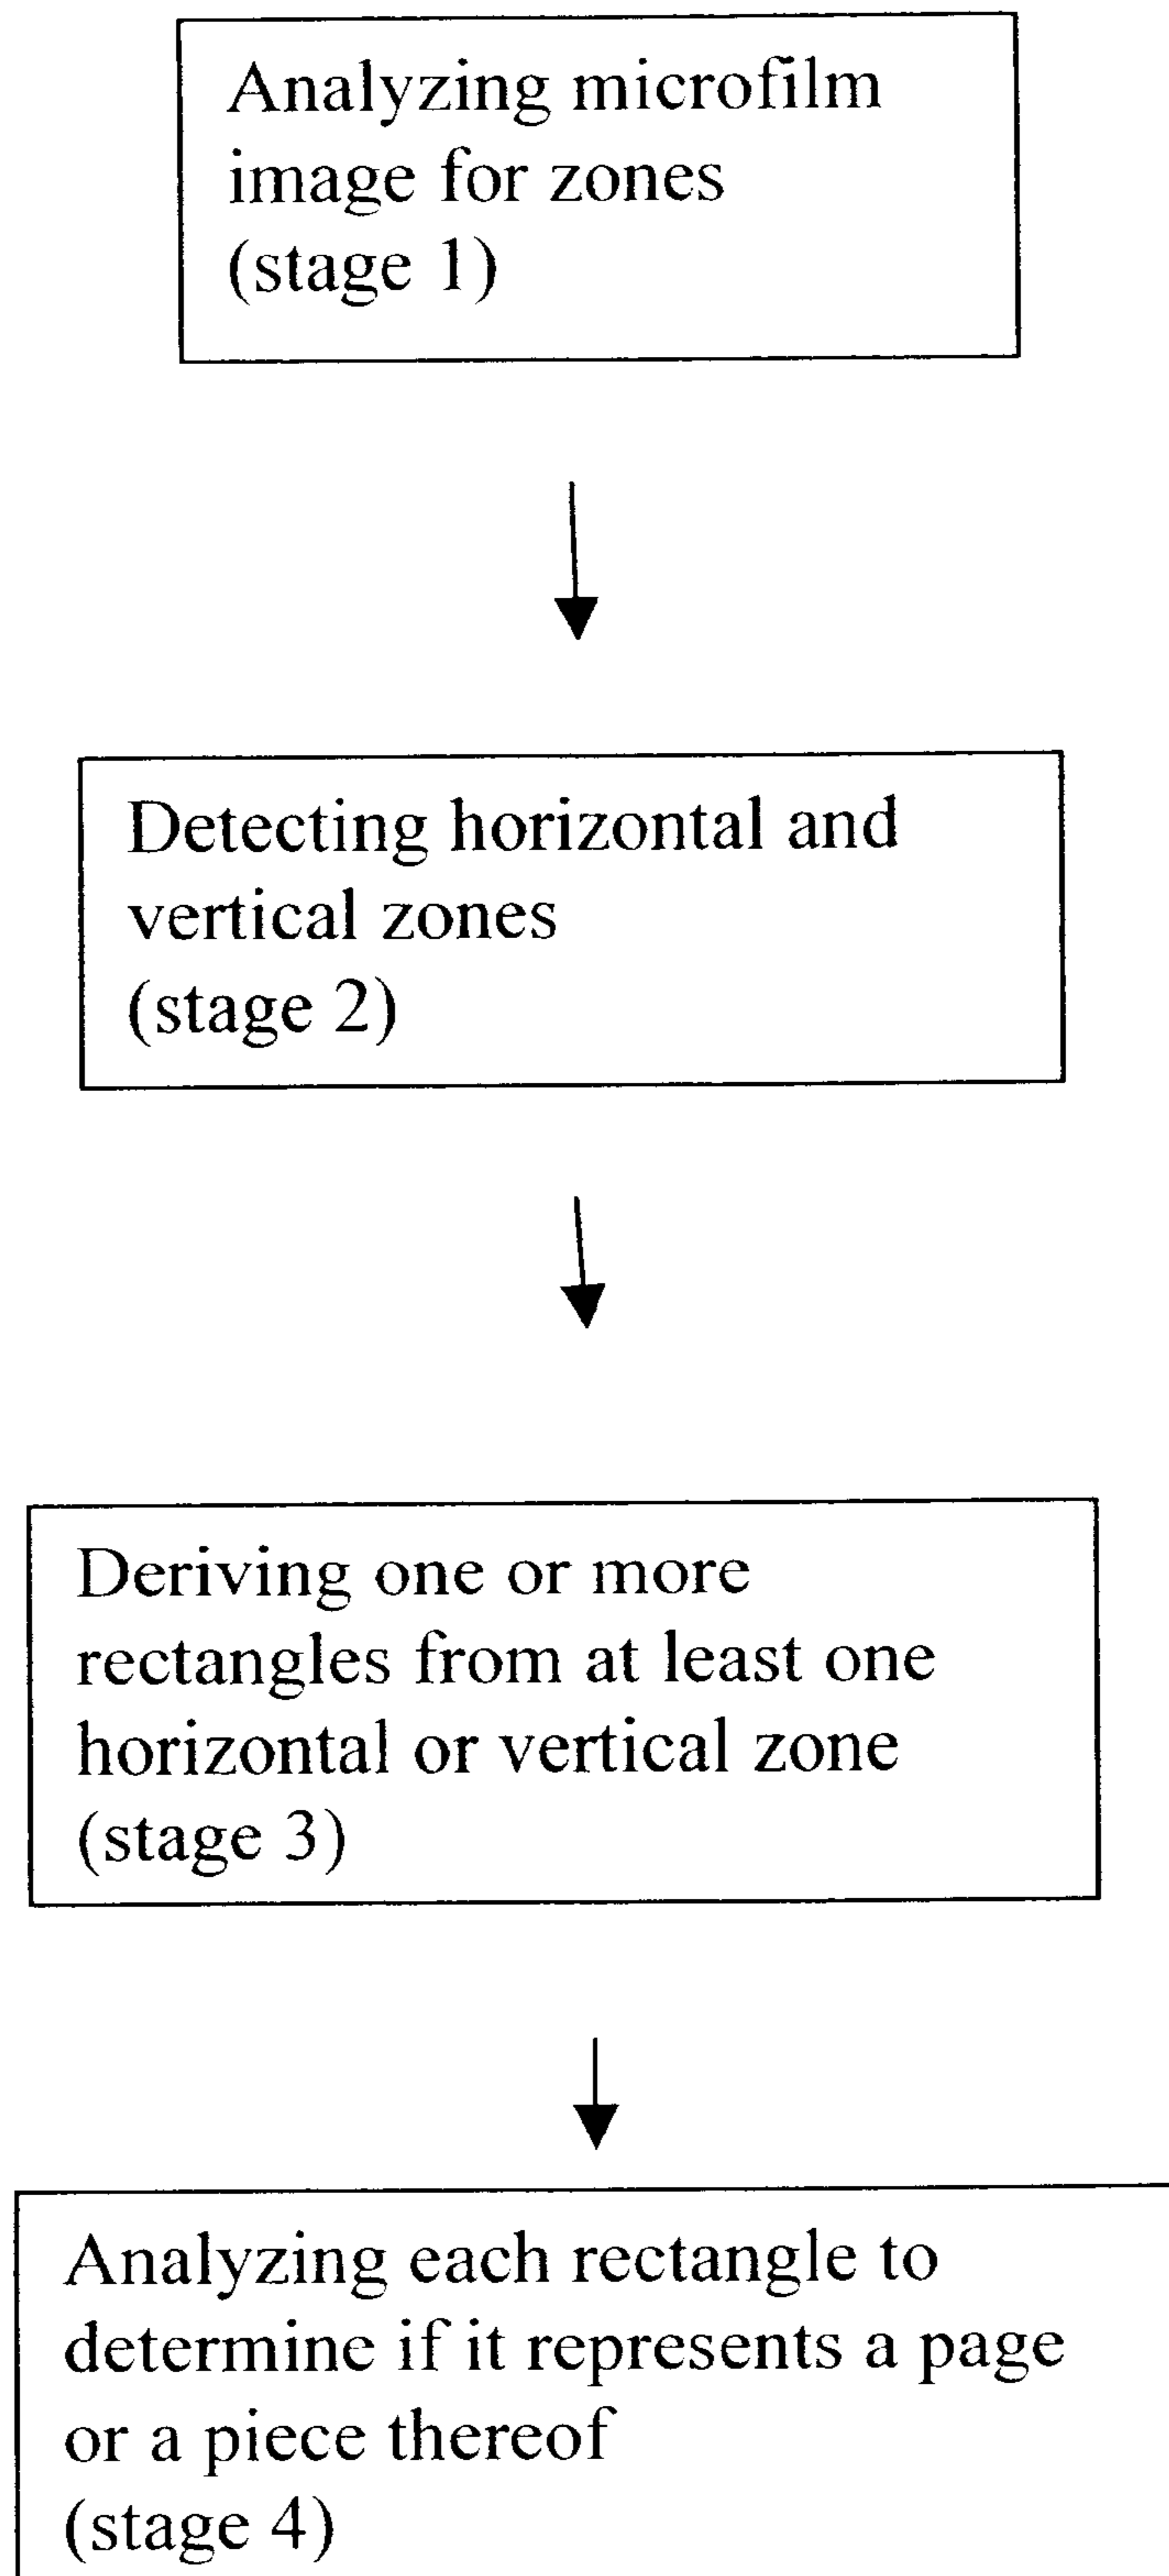 Analyzing microfilm
image for zones
(stage 1)
Detecting horizontal and
vertical zones
(stage 2)
Deriving one or more
rectangles from at least one
horizontal or vertical zone
(stage 3)
Analyzing each rectangle to
determine if it represents a page
or a piece thereof
(stage 4)